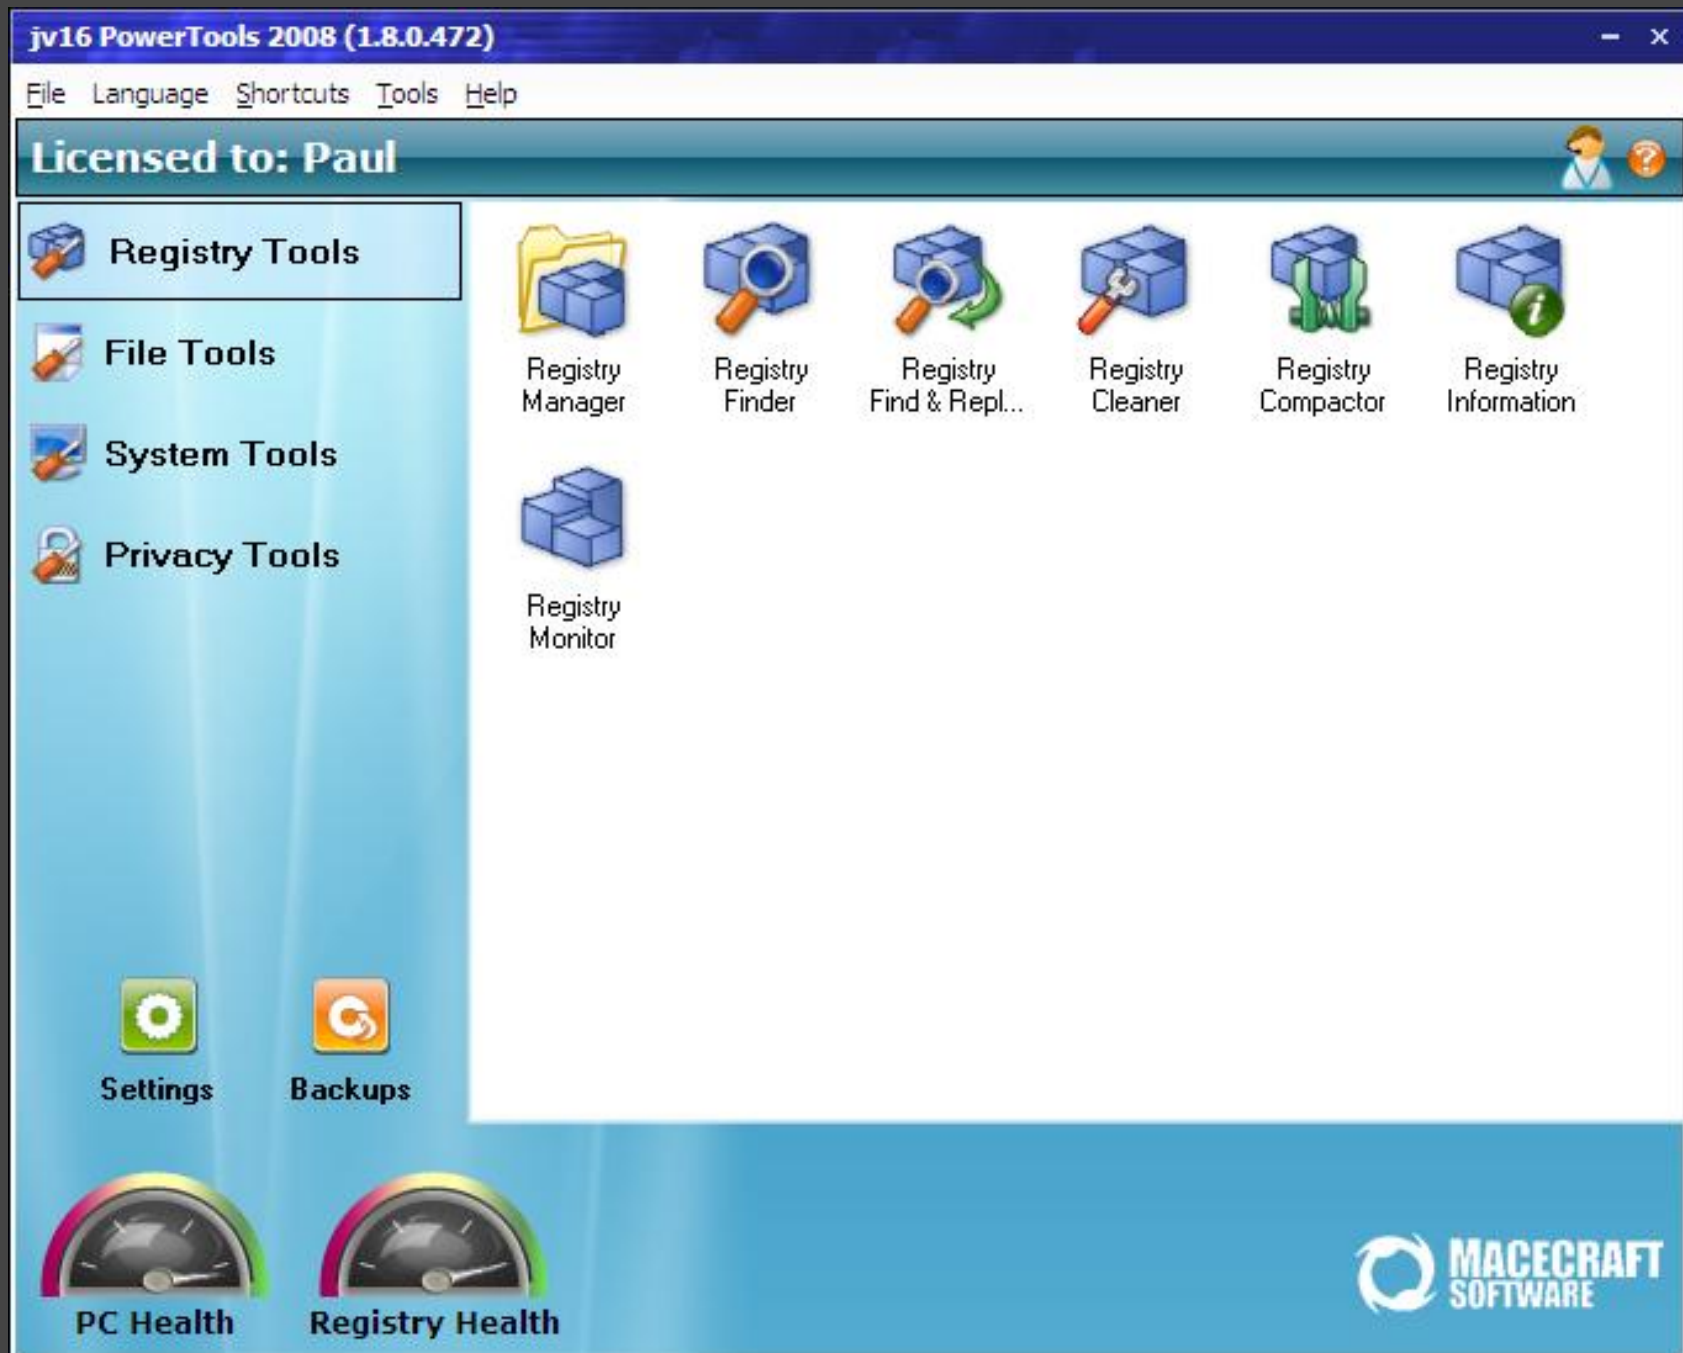 jv16 PowerTools 2008 (1.8.0.472)
File Language Shortcuts Tools Help
Licensed to: Paul
Registry Tools
File Tools
System Tools
Privacy Tools
Registry
Manager
Registry
Finder
Registry
Find & Repl...
Registry
Cleaner
Registry
Compactor
Registry
Information
Registry
Monitor
Settings
Backups
PC Health
Registry Health
MACECRAFT
SOFTWARE